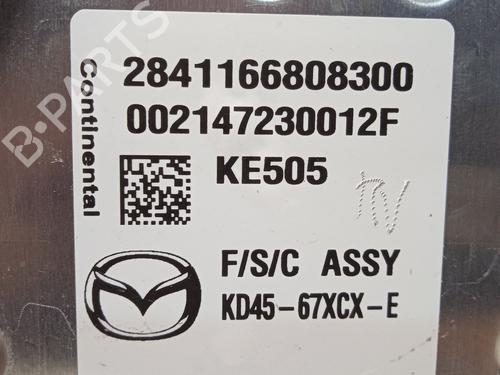 B-PARTS
Continental
2841166808300
002147230012F
KE505
F/S/C ASSY
KD45-67XCX-E